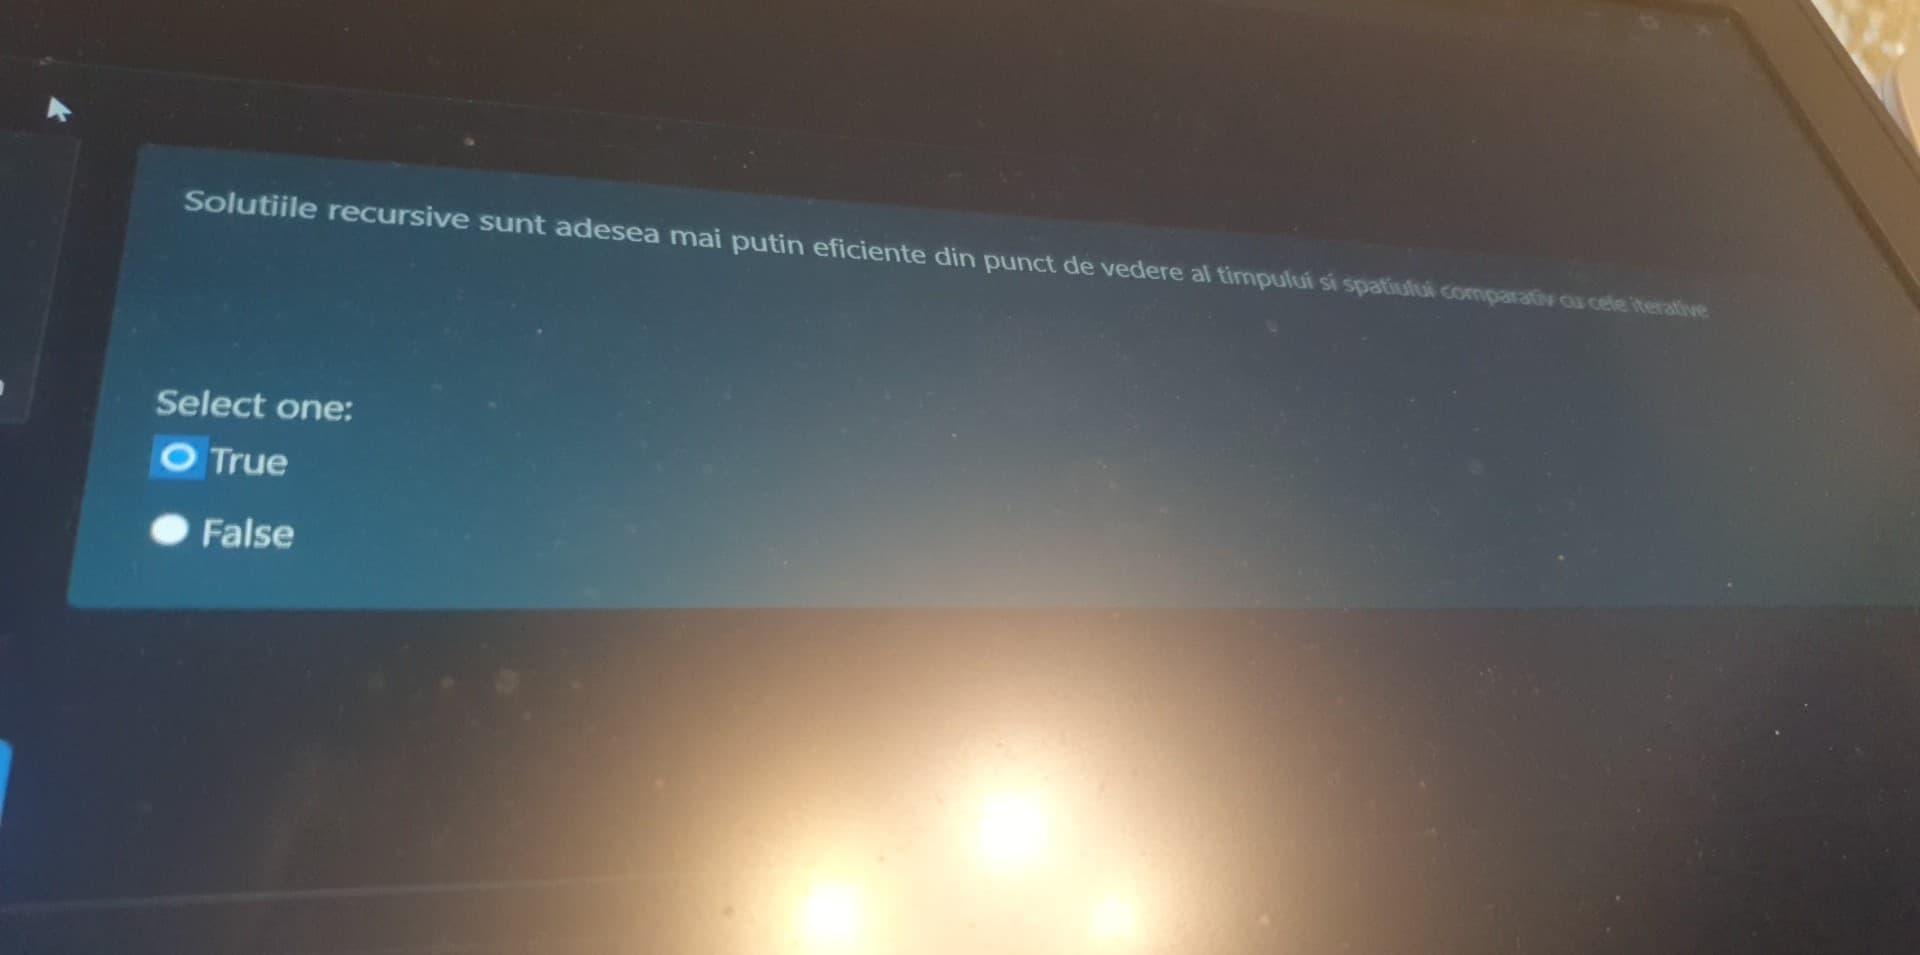 Solutiile recursive sunt adesea mai putin eficiente din punct de vedere al timpului si spatiului comparativ cu cele iterative
Select one:
True
False